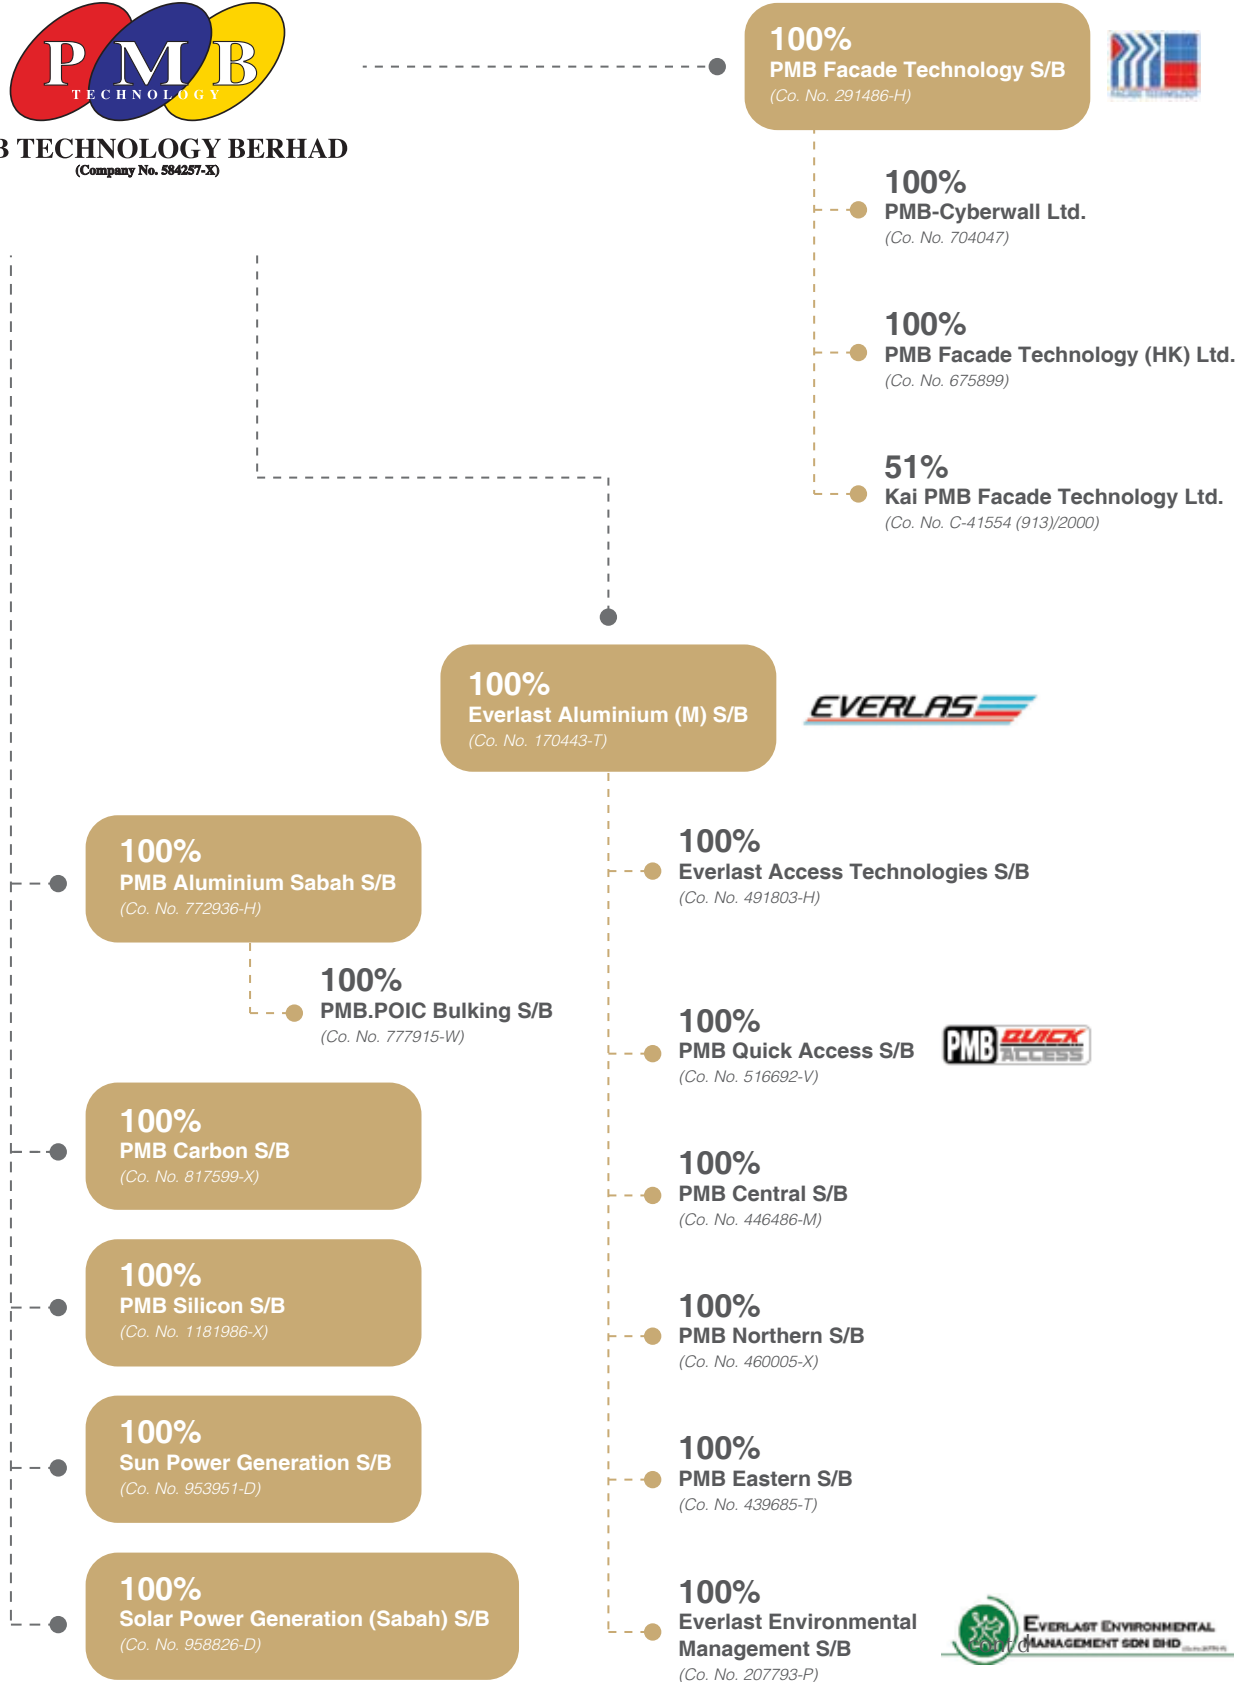 P M B
TECHNOLOGY
B TECHNOLOGY BERHAD
(Company No. 584257-X)
100%
PMB Facade Technology S/B
(Co. No. 291486-H)
FACADE TECHNOLOGY
100%
PMB-Cyberwall Ltd.
(Co. No. 704047)
100%
PMB Facade Technology (HK) Ltd.
(Co. No. 675899)
51%
Kai PMB Facade Technology Ltd.
(Co. No. C-41554 (913)/2000)
100%
Everlast Aluminium (M) S/B
(Co. No. 170443-T)
EVERLAS
100%
PMB Aluminium Sabah S/B
(Co. No. 772936-H)
100%
PMB.POIC Bulking S/B
(Co. No. 777915-W)
100%
PMB Carbon S/B
(Co. No. 817599-X)
100%
PMB Silicon S/B
(Co. No. 1181986-X)
100%
Sun Power Generation S/B
(Co. No. 953951-D)
100%
Solar Power Generation (Sabah) S/B
(Co. No. 958826-D)
100%
Everlast Access Technologies S/B
(Co. No. 491803-H)
100%
PMB Quick Access S/B
(Co. No. 516692-V)
PMB QUICK
ACCESS
100%
PMB Central S/B
(Co. No. 446486-M)
100%
PMB Northern S/B
(Co. No. 460005-X)
100%
PMB Eastern S/B
(Co. No. 439685-T)
100%
Everlast Environmental
Management S/B
(Co. No. 207793-P)
EVERLAST ENVIRONMENTAL
MANAGEMENT SDN BHD